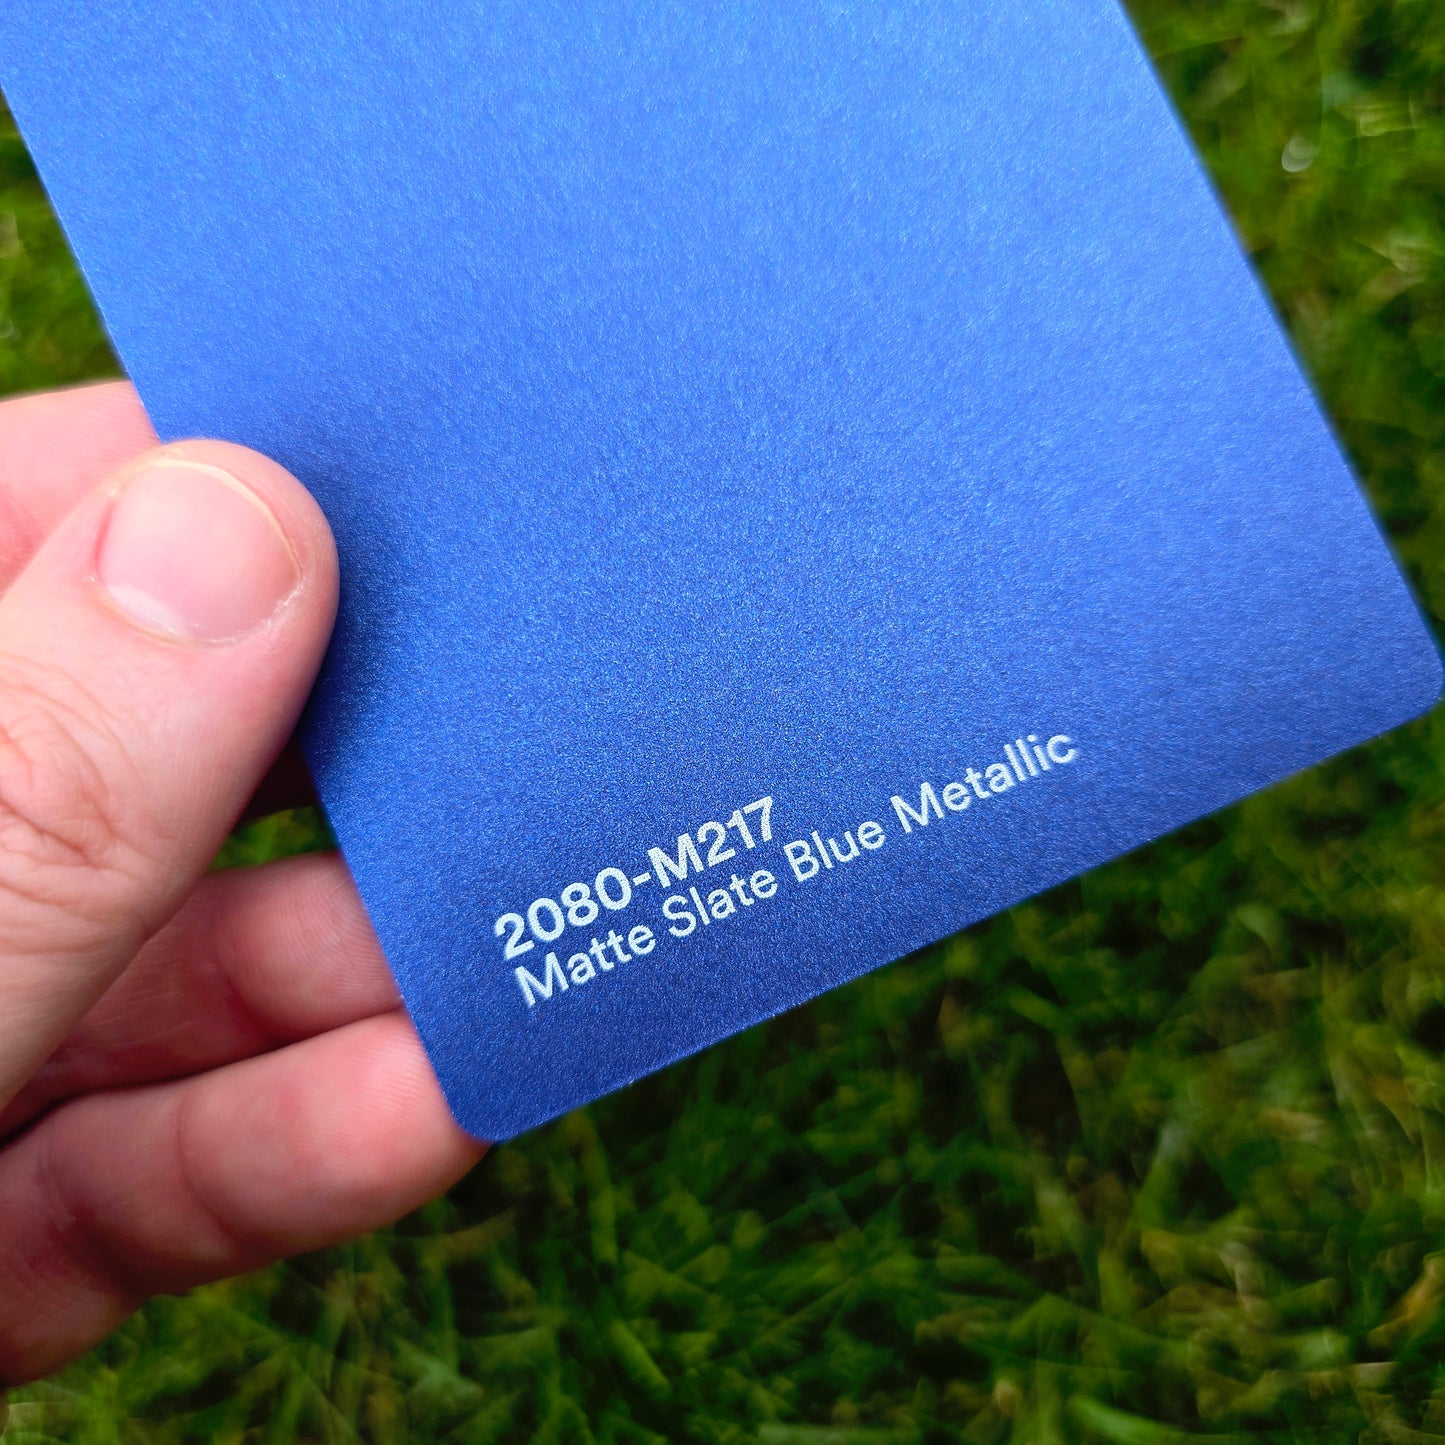 2080-M217
Matte Slate Blue Metallic